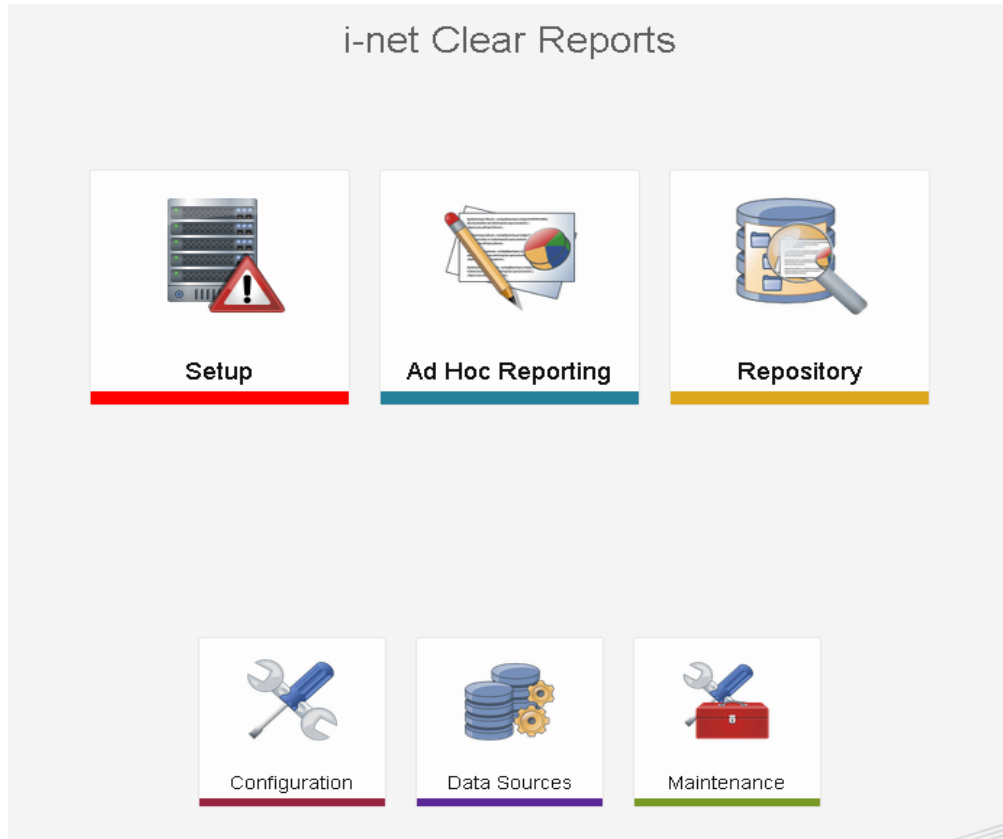 i-net Clear Reports
Setup
Ad Hoc Reporting
Repository
Configuration
Data Sources
Maintenance